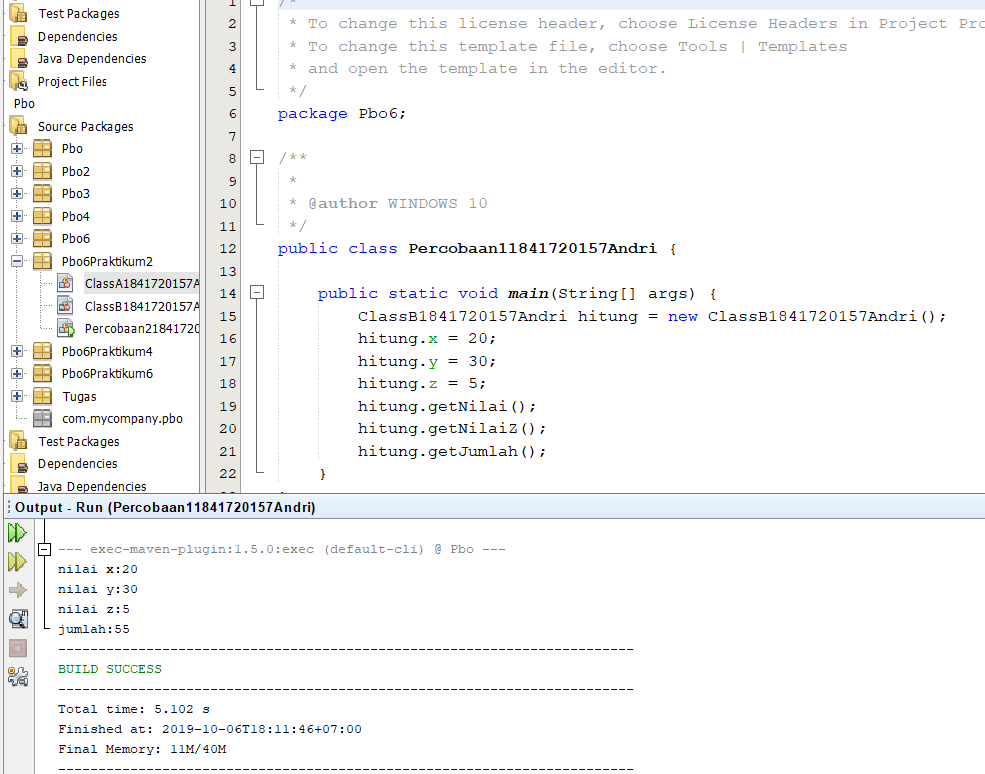 Test Packages
Dependencies
Java Dependencies
Project Files
Pbo
Source Packages
Pbo
Pbo2
Pbo3
Pbo4
Pbo6
Pbo6Praktikum2
ClassA1841720157A
ClassB1841720157A
Percobaan21841720
Pbo6Praktikum4
Pbo6Praktikum6
Tugas
com.mycompany.pbo
Test Packages
Dependencies
Java Dependencies
1 /*
2 * To change this license header, choose License Headers in Project Pro
3 * To change this template file, choose Tools | Templates
4 * and open the template in the editor.
5 */
6 package Pbo6;
7
8 /**
9 *
10 * @author WINDOWS 10
11 */
12 public class Percobaan11841720157Andri {
13
14 public static void main(String[] args) {
15 ClassB1841720157Andri hitung = new ClassB1841720157Andri();
16 hitung.x = 20;
17 hitung.y = 30;
18 hitung.z = 5;
19 hitung.getNilai();
20 hitung.getNilaiZ();
21 hitung.getJumlah();
22 }
Output - Run (Percobaan11841720157Andri)
--- exec-maven-plugin:1.5.0:exec (default-cli) @ Pbo ---
nilai x:20
nilai y:30
nilai z:5
jumlah:55
------------------------------------------------------------------------
BUILD SUCCESS
------------------------------------------------------------------------
Total time: 5.102 s
Finished at: 2019-10-06T18:11:46+07:00
Final Memory: 11M/40M
------------------------------------------------------------------------